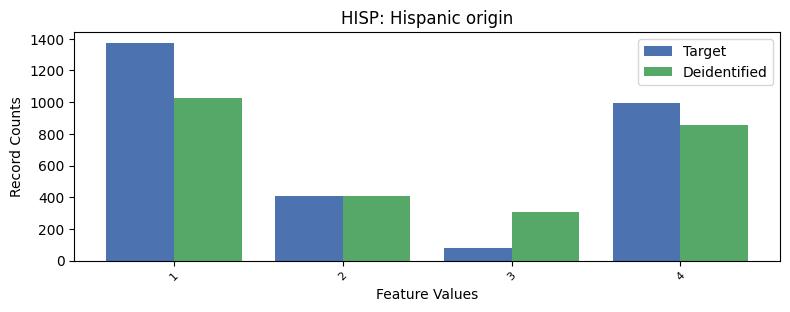 HISP: Hispanic origin
Target
Deidentified
Record Counts
1400
1200
1000
800
600
400
200
0
1
2
3
4
Feature Values